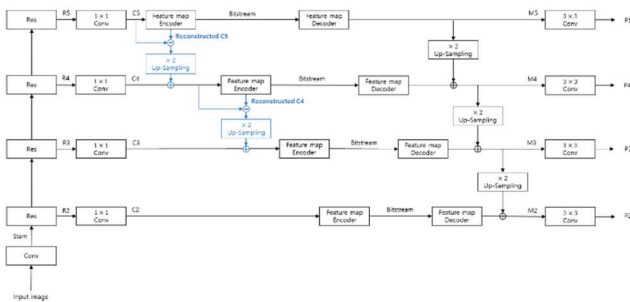 R5
1 × 1
Conv
C5
Feature map
Encoder
Bitstream
Feature map
Decoder
M5
3 × 3
Conv
P5
Res
Reconstructed C5
× 2
Up-Sampling
× 2
Up-Sampling
R4
1 × 1
Conv
C4
Feature map
Encoder
Bitstream
Feature map
Decoder
M4
3 × 3
Conv
P4
Res
Reconstructed C4
× 2
Up-Sampling
× 2
Up-Sampling
R3
1 × 1
Conv
C3
Feature map
Encoder
Bitstream
Feature map
Decoder
M3
3 × 3
Conv
Res
× 2
Up-Sampling
R2
1 × 1
Conv
C2
Feature map
Encoder
Bitstream
Feature map
Decoder
M2
3 × 3
Conv
P2
Res
Stem
Conv
Input image